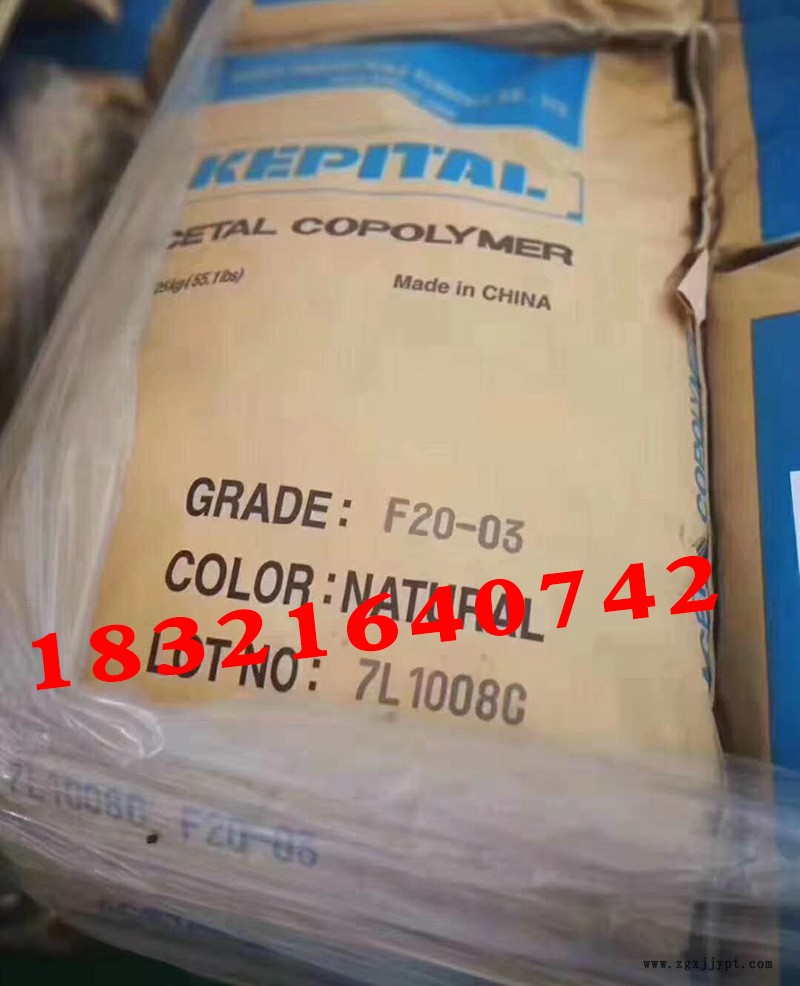 KEPITAL
CETAL COPOLYMER
25kg(55.1lbs)
Made in CHINA
GRADE: F20-03
COLOR: NATURAL
18321640742
LOT NO: 7L1008C
7L1008C F20-03
www.zgxjjypt.com